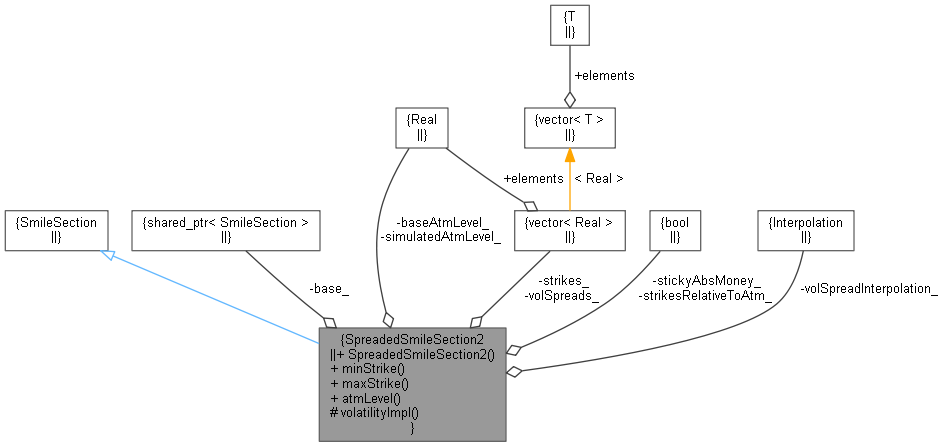 {T
||}
+elements
{Real
||}
{vector< T >
||}
+elements
< Real >
{SmileSection
||}
{shared_ptr< SmileSection >
||}
-baseAtmLevel_
-simulatedAtmLevel_
{vector< Real >
||}
{bool
||}
{Interpolation
||}
-base_
-strikes_
-volSpreads_
-stickyAbsMoney_
-strikesRelativeToAtm_
-volSpreadInterpolation_
{SpreadedSmileSection2
||+ SpreadedSmileSection2()
+ minStrike()
+ maxStrike()
+ atmLevel()
# volatilityImpl()
}